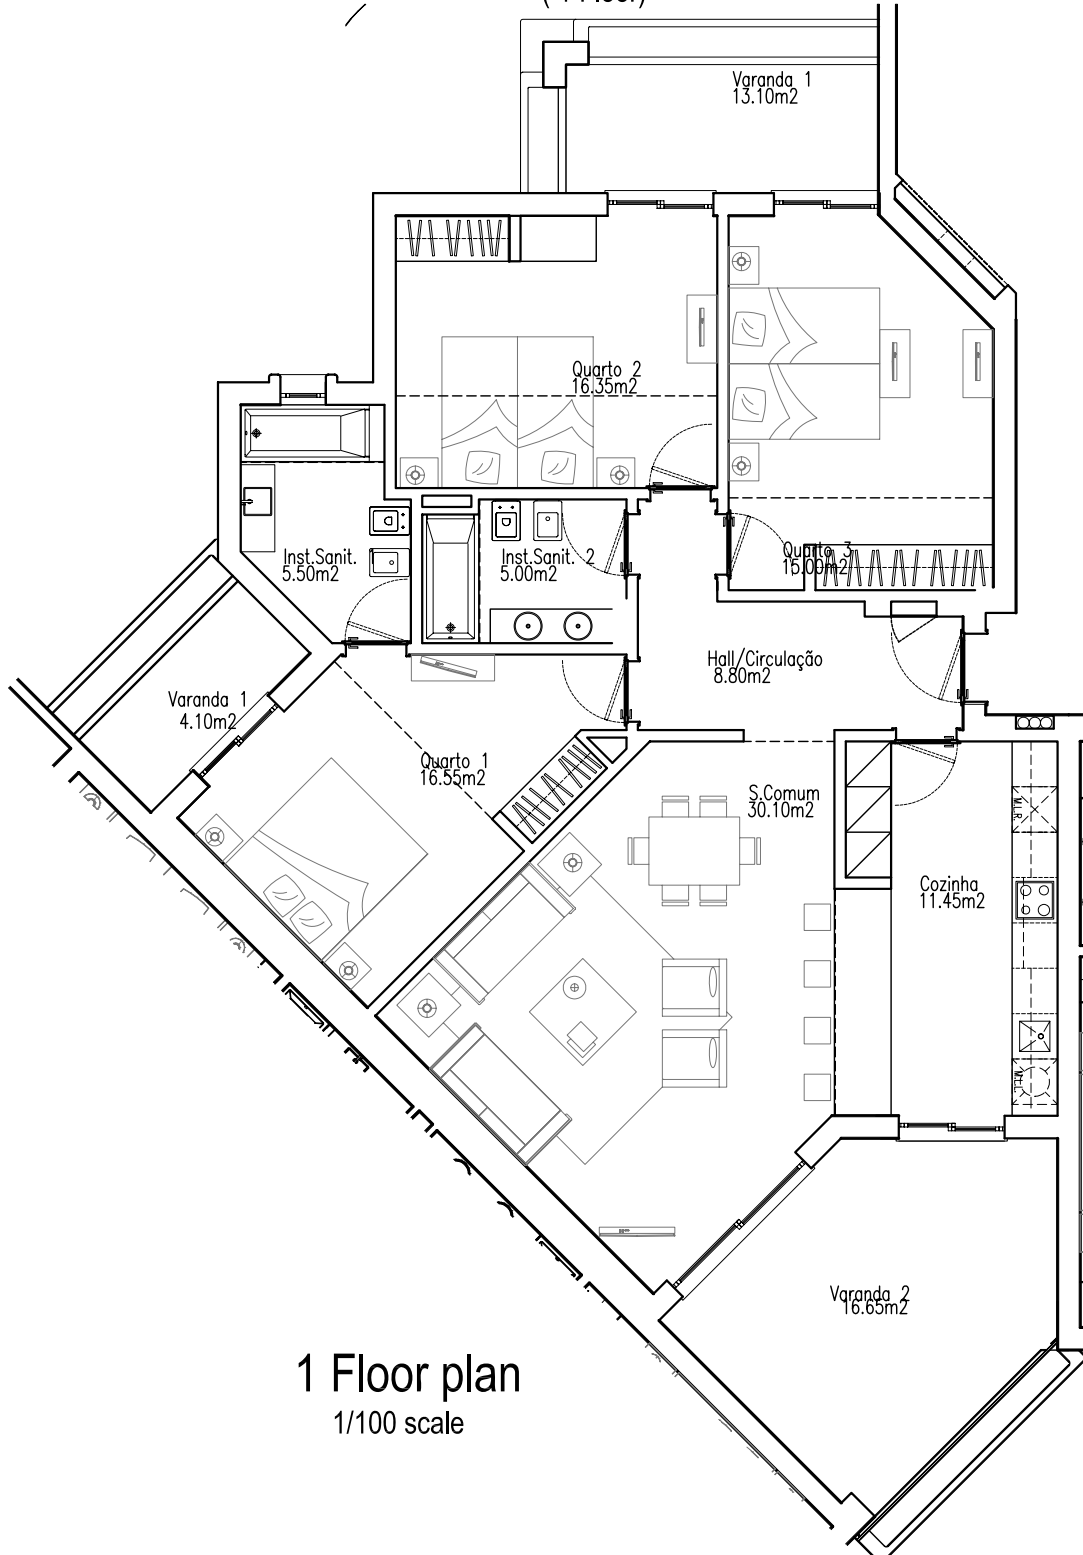 Varanda 1
13.10m2
Quarto 2
16.35m2
Quarto 3
15.00m2
Inst.Sanit.
5.50m2
Inst.Sanit. 2
5.00m2
Hall/Circulação
8.80m2
Varanda 1
4.10m2
Quarto 1
16.55m2
S.Comum
30.10m2
M.L.R.
Cozinha
11.45m2
M.L.L.
Varanda 2
16.65m2
1 Floor plan
1/100 scale